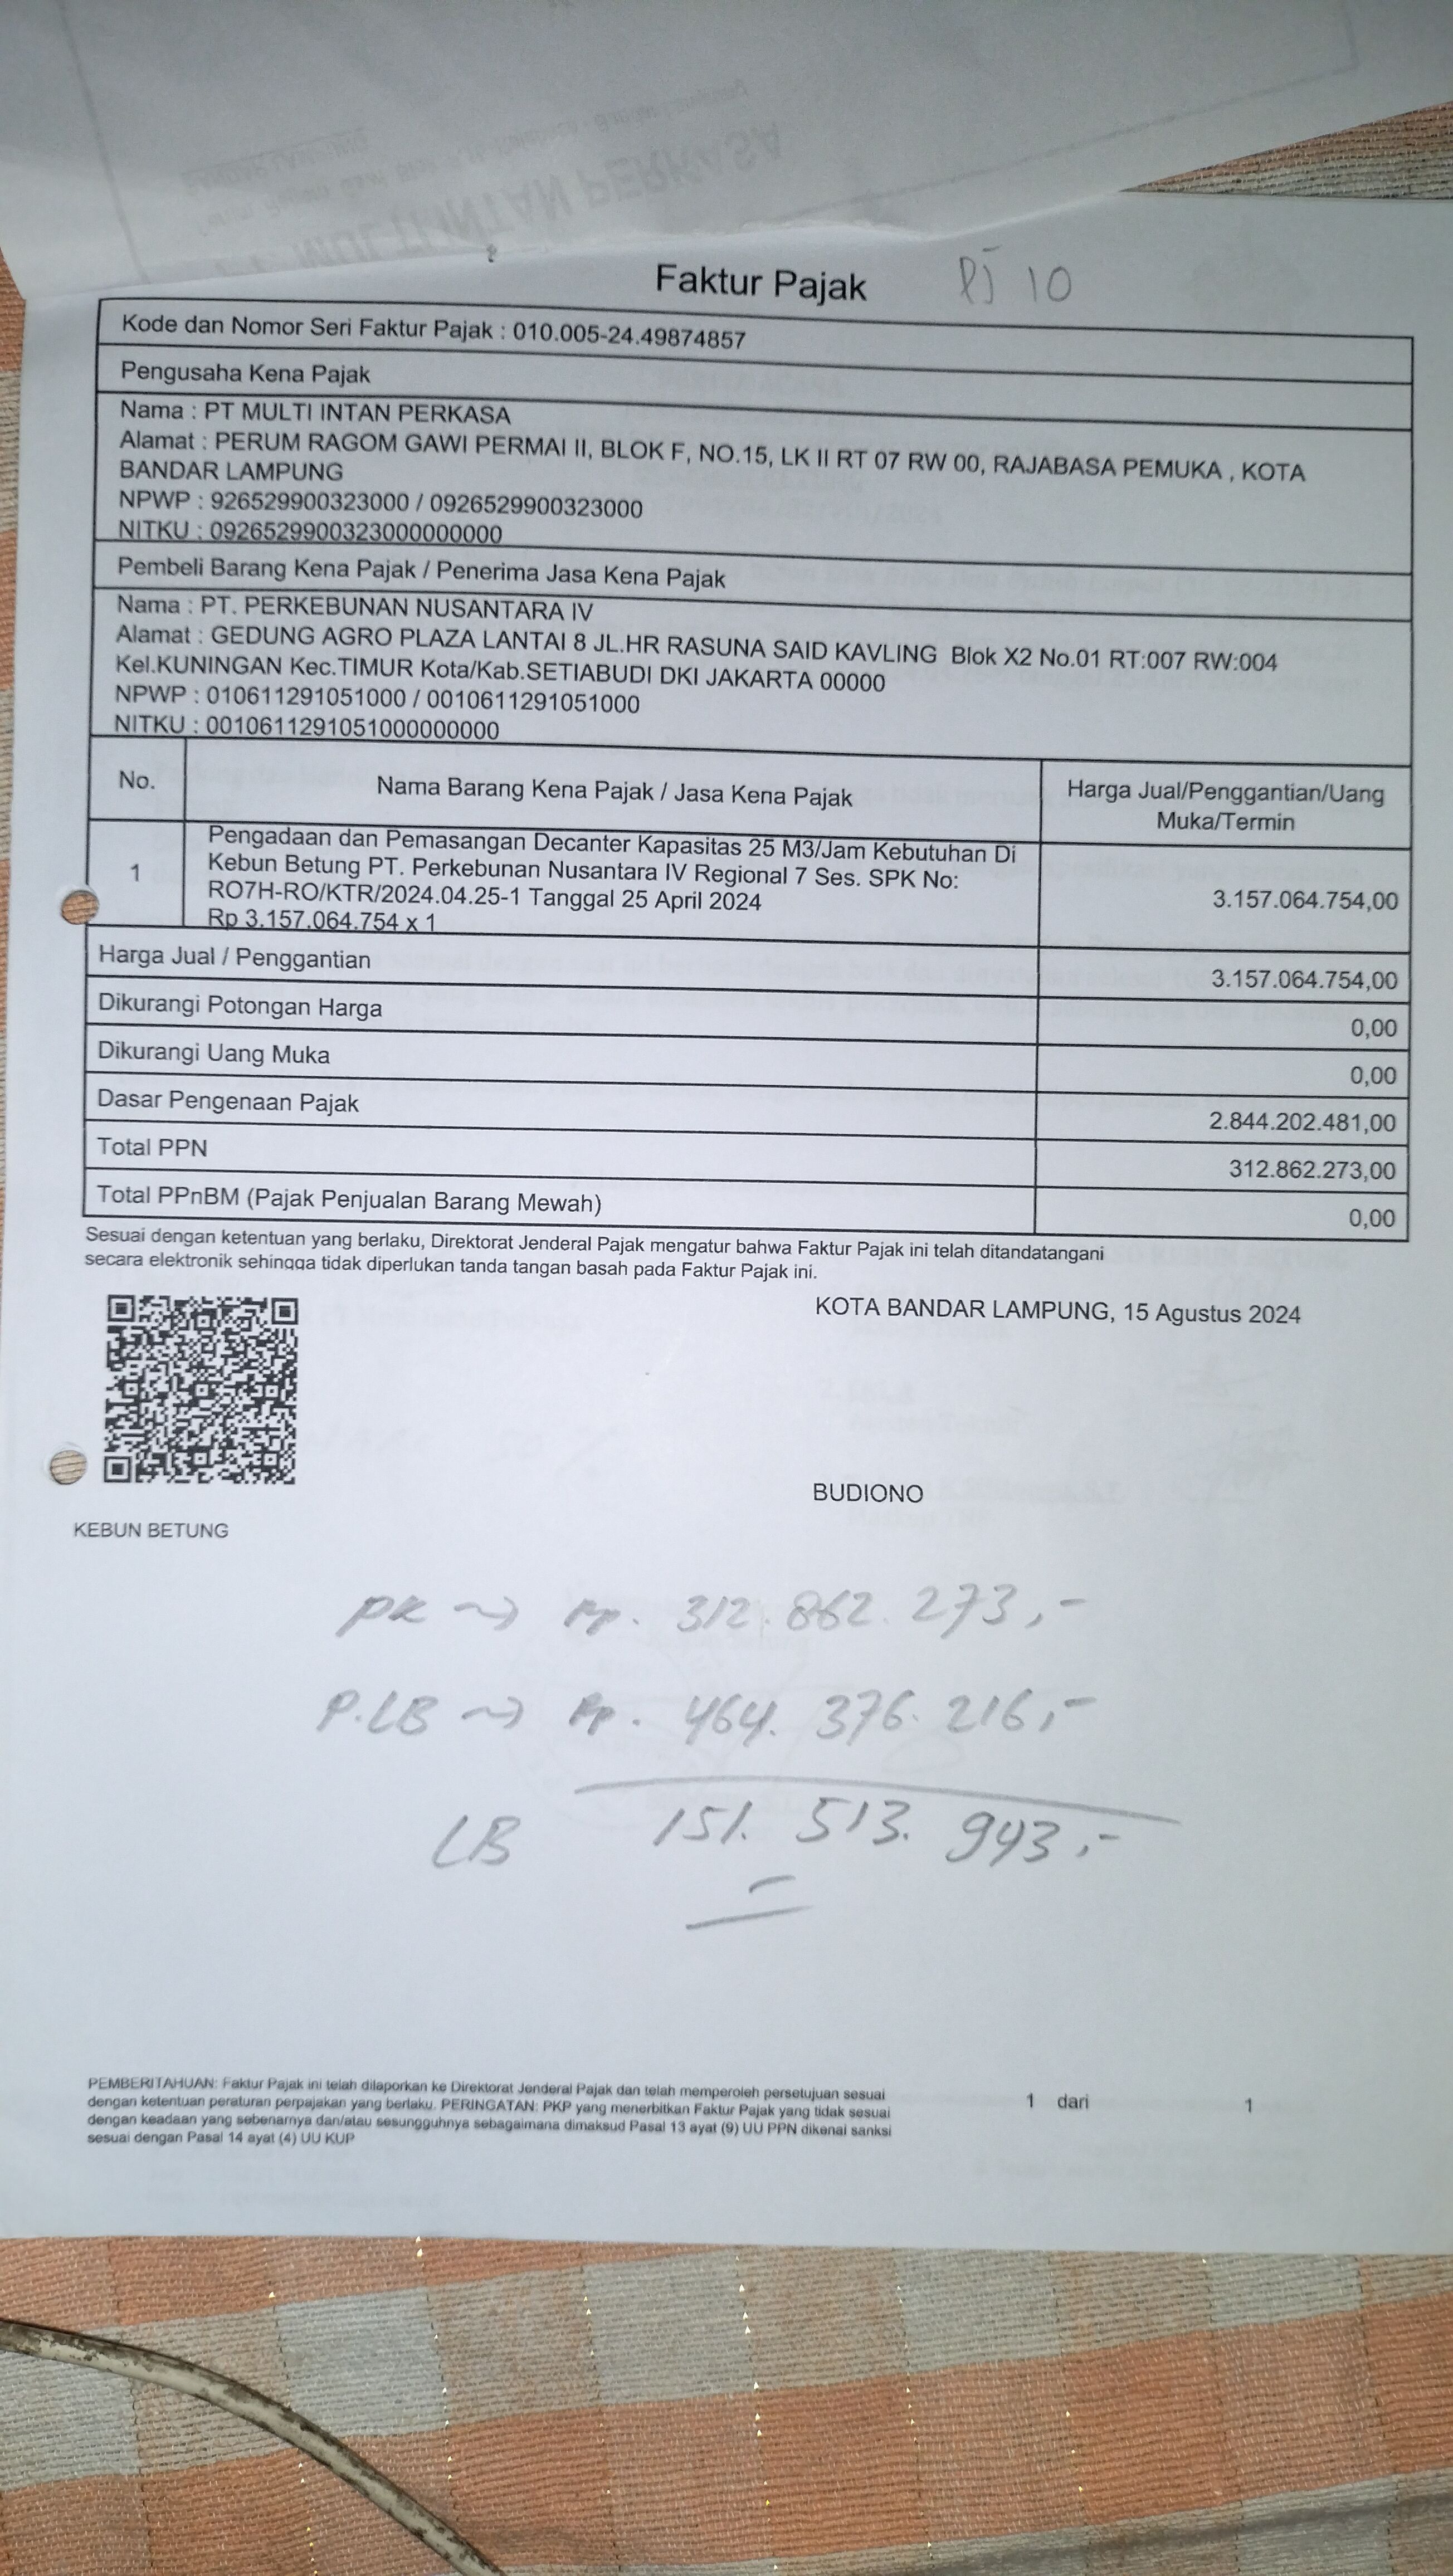 MULTI INTAN PERKASA
Faktur Pajak
Pj 10
Kode dan Nomor Seri Faktur Pajak : 010.005-24.49874857
Pengusaha Kena Pajak
Nama : PT MULTI INTAN PERKASA
Alamat : PERUM RAGOM GAWI PERMAI II, BLOK F, NO.15, LK II RT 07 RW 00, RAJABASA PEMUKA , KOTA
BANDAR LAMPUNG
NPWP : 926529900323000 / 0926529900323000
NITKU : 0926529900323000000000
Pembeli Barang Kena Pajak / Penerima Jasa Kena Pajak
Nama : PT. PERKEBUNAN NUSANTARA IV
Alamat : GEDUNG AGRO PLAZA LANTAI 8 JL.HR RASUNA SAID KAVLING Blok X2 No.01 RT:007 RW:004
Kel.KUNINGAN Kec.TIMUR Kota/Kab.SETIABUDI DKI JAKARTA 00000
NPWP : 010611291051000 / 0010611291051000
NITKU : 0010611291051000000000
No.
Nama Barang Kena Pajak / Jasa Kena Pajak
Harga Jual/Penggantian/Uang
Muka/Termin
1
Pengadaan dan Pemasangan Decanter Kapasitas 25 M3/Jam Kebutuhan Di
Kebun Betung PT. Perkebunan Nusantara IV Regional 7 Ses. SPK No:
RO7H-RO/KTR/2024.04.25-1 Tanggal 25 April 2024
Rp 3.157.064.754 x 1
3.157.064.754,00
Harga Jual / Penggantian 3.157.064.754,00
Dikurangi Potongan Harga 0,00
Dikurangi Uang Muka 0,00
Dasar Pengenaan Pajak 2.844.202.481,00
Total PPN 312.862.273,00
Total PPnBM (Pajak Penjualan Barang Mewah) 0,00
Sesuai dengan ketentuan yang berlaku, Direktorat Jenderal Pajak mengatur bahwa Faktur Pajak ini telah ditandatangani
secara elektronik sehingga tidak diperlukan tanda tangan basah pada Faktur Pajak ini.
KOTA BANDAR LAMPUNG, 15 Agustus 2024
BUDIONO
KEBUN BETUNG
PK → Rp. 312.862.273,-
P.LB → Rp. 464.376.216,-
LB 151.513.943,-
PEMBERITAHUAN: Faktur Pajak ini telah dilaporkan ke Direktorat Jenderal Pajak dan telah memperoleh persetujuan sesuai
dengan ketentuan peraturan perpajakan yang berlaku. PERINGATAN: PKP yang menerbitkan Faktur Pajak yang tidak sesuai
dengan keadaan yang sebenarnya dan/atau sesungguhnya sebagaimana dimaksud Pasal 13 ayat (9) UU PPN dikenai sanksi
sesuai dengan Pasal 14 ayat (4) UU KUP
1 dari 1